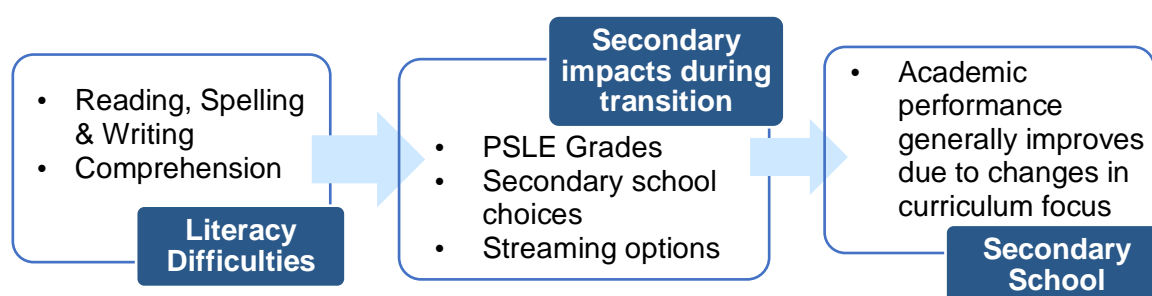 • Reading, Spelling
& Writing
• Comprehension
Literacy
Difficulties
Secondary
impacts during
transition
• PSLE Grades
• Secondary school
choices
• Streaming options
• Academic
performance
generally improves
due to changes in
curriculum focus
Secondary
School